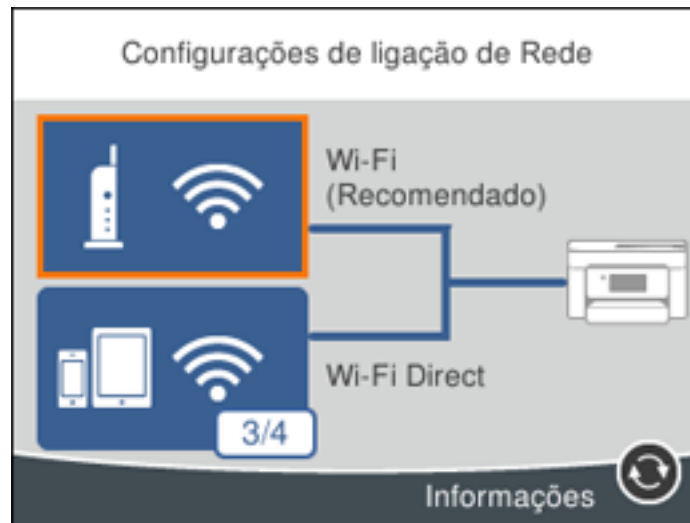 Configurações de ligação de Rede
Wi-Fi
(Recomendado)
Wi-Fi Direct
3/4
Informações